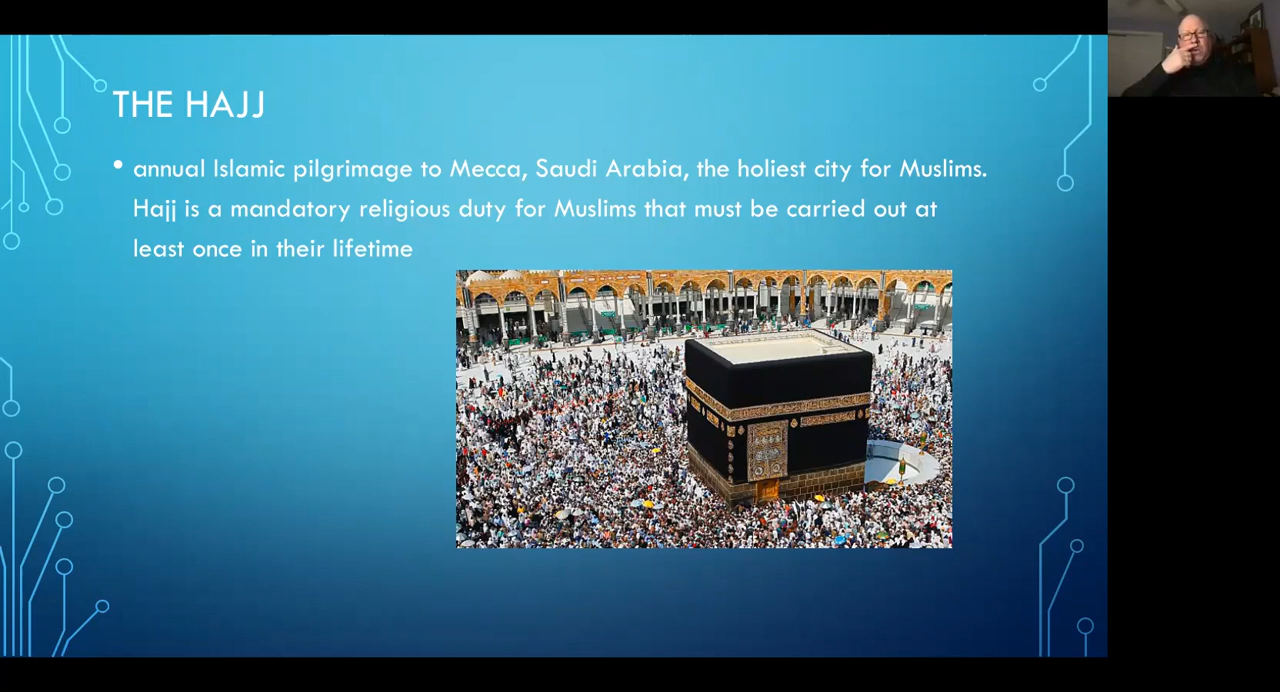 THE HAJJ
• annual Islamic pilgrimage to Mecca, Saudi Arabia, the holiest city for Muslims.
Hajj is a mandatory religious duty for Muslims that must be carried out at
least once in their lifetime